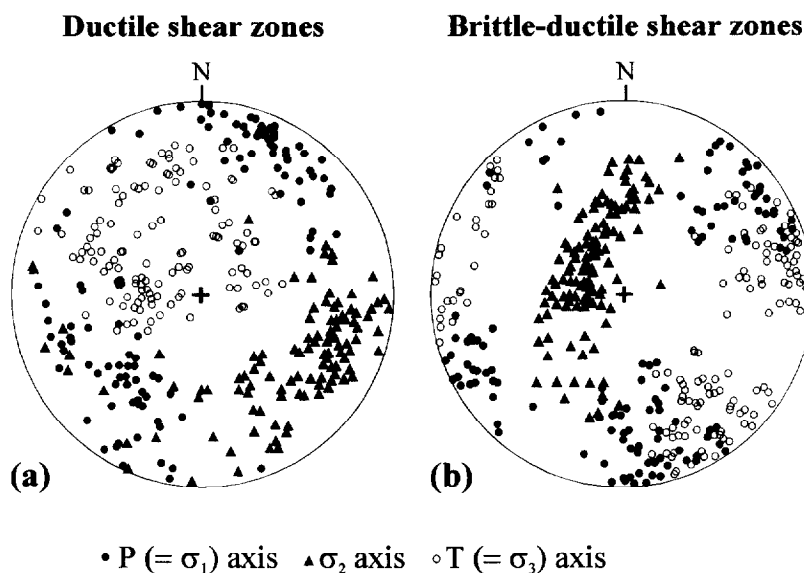 Ductile shear zones
Brittle-ductile shear zones
N
N
(a)
(b)
• P (= σ₁) axis ▲ σ₂ axis ○ T (= σ₃) axis